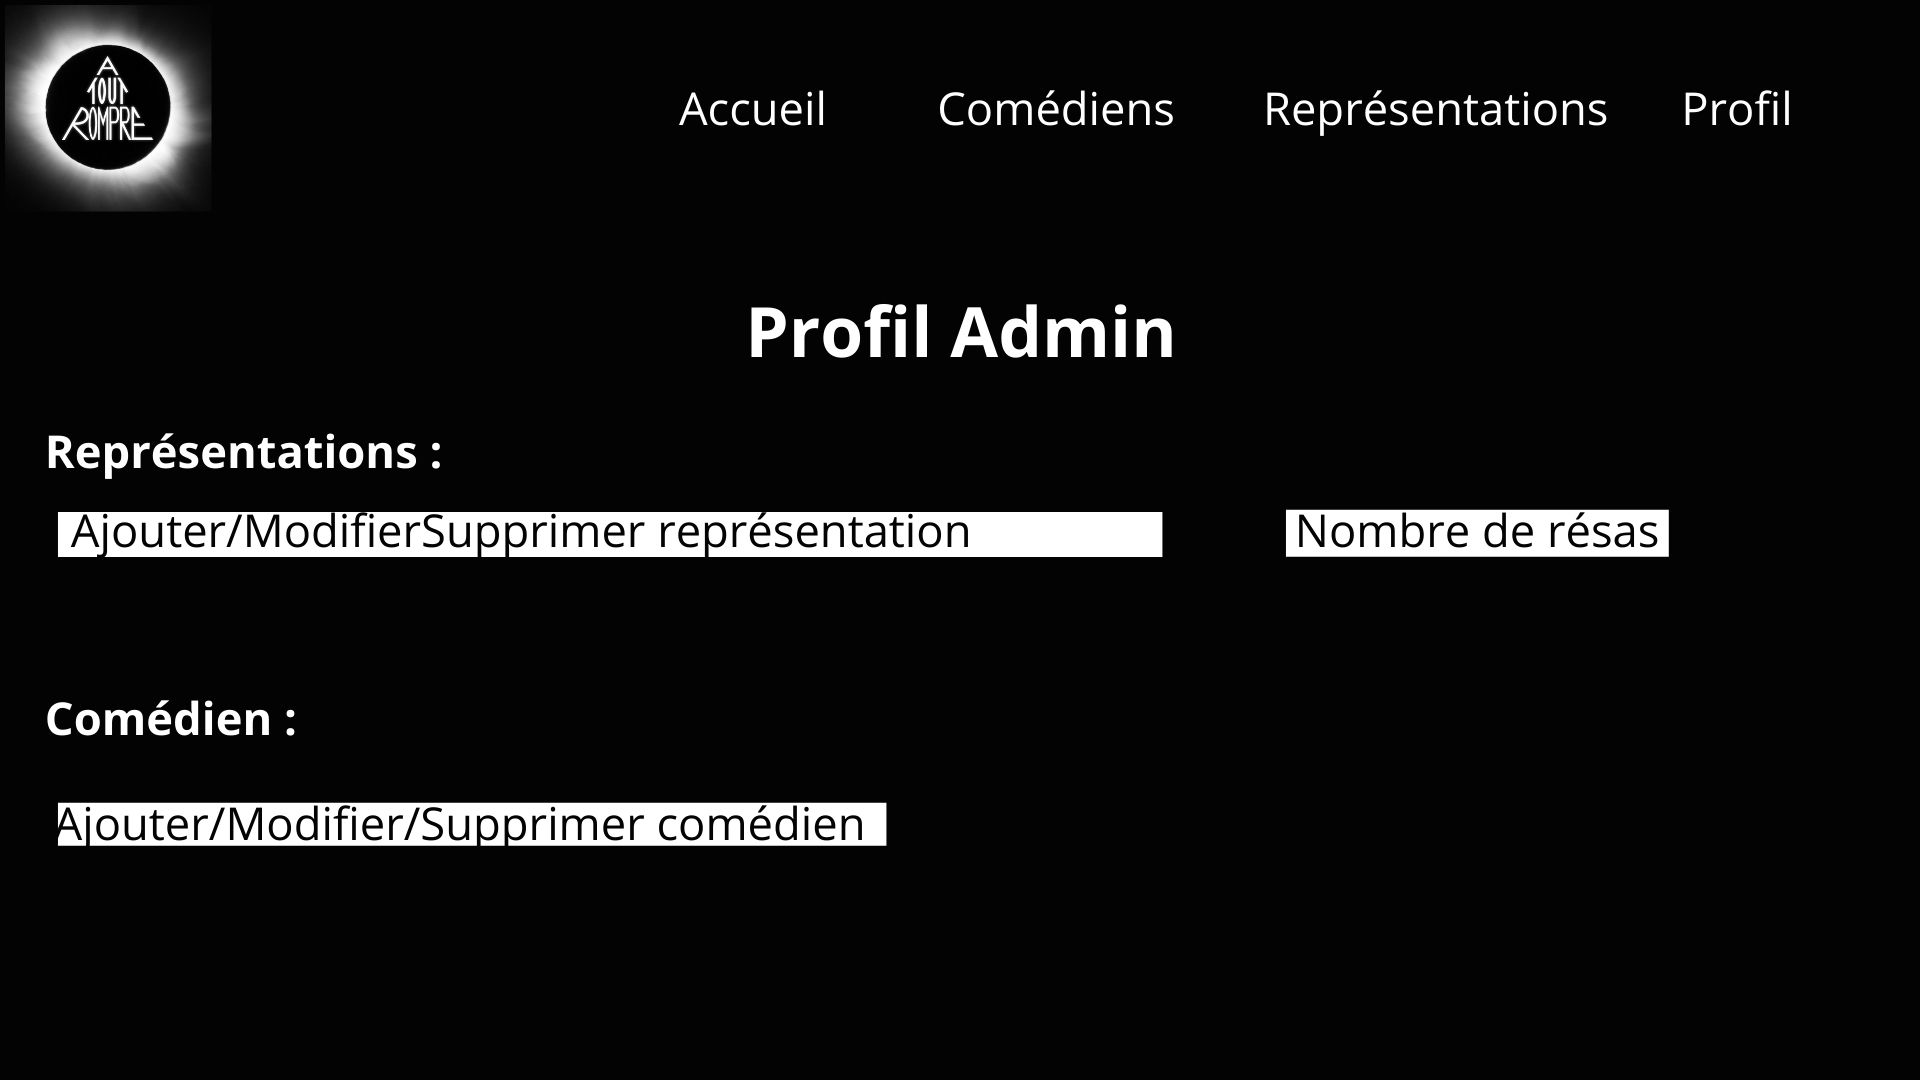 A
TOUT
ROMPRE
Accueil Comédiens Représentations Profil
Profil Admin
Représentations :
Ajouter/ModifierSupprimer représentation Nombre de résas
Comédien :
Ajouter/Modifier/Supprimer comédien